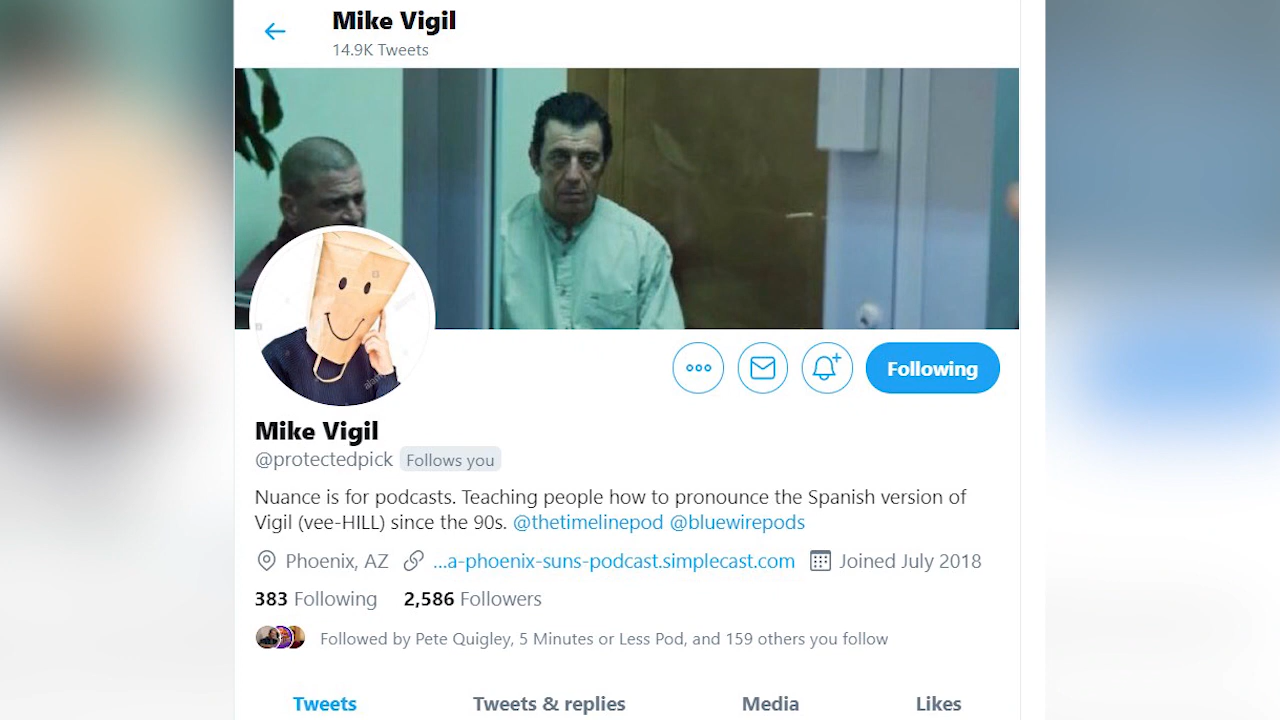 Mike Vigil
14.9K Tweets
alamy
Following
Mike Vigil
@protectedpick Follows you
Nuance is for podcasts. Teaching people how to pronounce the Spanish version of
Vigil (vee-HILL) since the 90s. @thetimelinepod @bluewirepods
Phoenix, AZ …a-phoenix-suns-podcast.simplecast.com Joined July 2018
383 Following 2,586 Followers
Followed by Pete Quigley, 5 Minutes or Less Pod, and 159 others you follow
Tweets Tweets & replies Media Likes